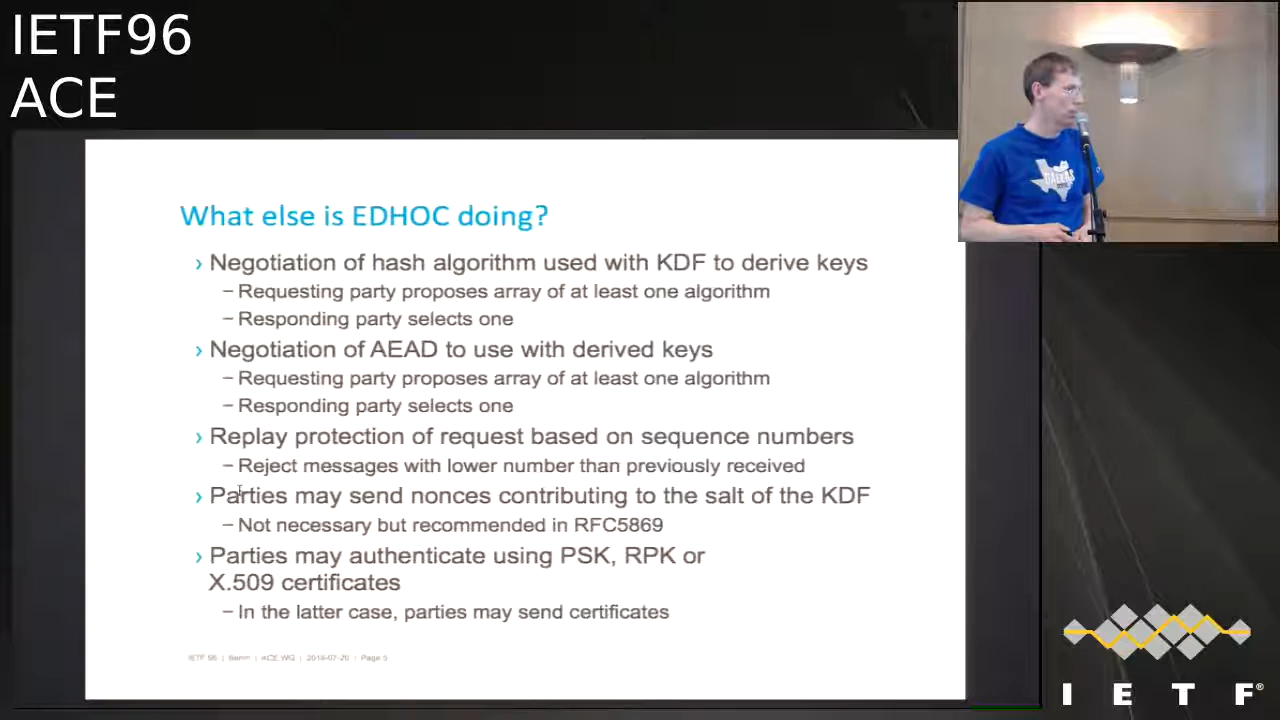 IETF96
ACE
DALLAS
What else is EDHOC doing?
› Negotiation of hash algorithm used with KDF to derive keys
– Requesting party proposes array of at least one algorithm
– Responding party selects one
› Negotiation of AEAD to use with derived keys
– Requesting party proposes array of at least one algorithm
– Responding party selects one
› Replay protection of request based on sequence numbers
– Reject messages with lower number than previously received
› Parties may send nonces contributing to the salt of the KDF
– Not necessary but recommended in RFC5869
› Parties may authenticate using PSK, RPK or
X.509 certificates
– In the latter case, parties may send certificates
IETF 96 | Berlin | ACE WG | 2016-07-20 | Page 5
I E T F®